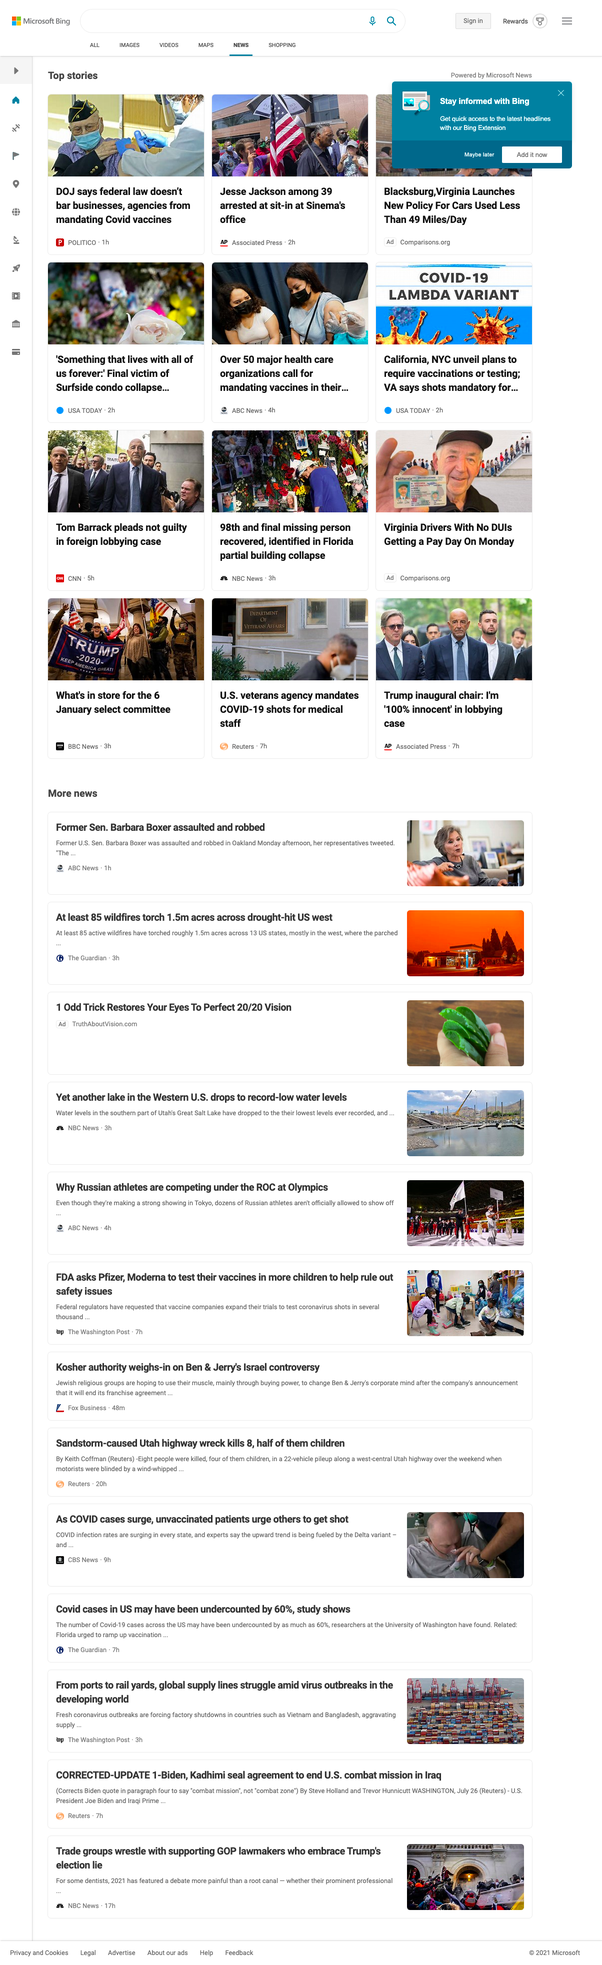 Microsoft Bing
Sign in
Rewards
ALL
IMAGES
VIDEOS
MAPS
NEWS
SHOPPING
Top stories
Powered by Microsoft News
Stay informed with Bing
Get quick access to the latest headlines
with our Bing Extension
Maybe later
Add it now
DOJ says federal law doesn't
bar businesses, agencies from
mandating Covid vaccines
POLITICO · 1h
Jesse Jackson among 39
arrested at sit-in at Sinema's
office
AP Associated Press · 2h
Blacksburg,Virginia Launches
New Policy For Cars Used Less
Than 49 Miles/Day
Ad Comparisons.org
'Something that lives with all of
us forever:' Final victim of
Surfside condo collapse...
USA TODAY · 2h
Over 50 major health care
organizations call for
mandating vaccines in their...
ABC News · 4h
COVID-19
LAMBDA VARIANT
California, NYC unveil plans to
require vaccinations or testing;
VA says shots mandatory for...
USA TODAY · 2h
Tom Barrack pleads not guilty
in foreign lobbying case
CNN · 5h
98th and final missing person
recovered, identified in Florida
partial building collapse
NBC News · 3h
Virginia Drivers With No DUIs
Getting a Pay Day On Monday
Ad Comparisons.org
TRUMP
2020
KEEP AMERICA GREAT!
What's in store for the 6
January select committee
BBC News · 3h
DEPARTMENT
OF
VETERANS AFFAIRS
U.S. veterans agency mandates
COVID-19 shots for medical
staff
Reuters · 7h
Trump inaugural chair: I'm
'100% innocent' in lobbying
case
AP Associated Press · 7h
More news
Former Sen. Barbara Boxer assaulted and robbed
Former U.S. Sen. Barbara Boxer was assaulted and robbed in Oakland Monday afternoon, her representatives tweeted.
"The ...
ABC News · 1h
At least 85 wildfires torch 1.5m acres across drought-hit US west
At least 85 active wildfires have torched roughly 1.5m acres across 13 US states, mostly in the west, where the parched
...
The Guardian · 3h
1 Odd Trick Restores Your Eyes To Perfect 20/20 Vision
Ad TruthAboutVision.com
Yet another lake in the Western U.S. drops to record-low water levels
Water levels in the southern part of Utah's Great Salt Lake have dropped to the their lowest levels ever recorded, and ...
NBC News · 3h
Why Russian athletes are competing under the ROC at Olympics
Even though they're making a strong showing in Tokyo, dozens of Russian athletes aren't officially allowed to show off
...
ABC News · 4h
FDA asks Pfizer, Moderna to test their vaccines in more children to help rule out
safety issues
Federal regulators have requested that vaccine companies expand their trials to test coronavirus shots in several
thousand ...
wp The Washington Post · 7h
Kosher authority weighs-in on Ben & Jerry's Israel controversy
Jewish religious groups are hoping to use their muscle, mainly through buying power, to change Ben & Jerry's corporate mind after the company's announcement
that it will end its franchise agreement ...
Fox Business · 48m
Sandstorm-caused Utah highway wreck kills 8, half of them children
By Keith Coffman (Reuters) -Eight people were killed, four of them children, in a 22-vehicle pileup along a west-central Utah highway over the weekend when
motorists were blinded by a wind-whipped ...
Reuters · 20h
As COVID cases surge, unvaccinated patients urge others to get shot
COVID infection rates are surging in every state, and experts say the upward trend is being fueled by the Delta variant –
and ...
CBS News · 9h
Covid cases in US may have been undercounted by 60%, study shows
The number of Covid-19 cases across the US may have been undercounted by as much as 60%, researchers at the University of Washington have found. Related:
Florida urged to ramp up vaccination ...
The Guardian · 7h
From ports to rail yards, global supply lines struggle amid virus outbreaks in the
developing world
Fresh coronavirus outbreaks are forcing factory shutdowns in countries such as Vietnam and Bangladesh, aggravating
supply ...
wp The Washington Post · 3h
CORRECTED-UPDATE 1-Biden, Kadhimi seal agreement to end U.S. combat mission in Iraq
(Corrects Biden quote in paragraph four to say "combat mission", not "combat zone") By Steve Holland and Trevor Hunnicutt WASHINGTON, July 26 (Reuters) - U.S.
President Joe Biden and Iraqi Prime ...
Reuters · 7h
Trade groups wrestle with supporting GOP lawmakers who embrace Trump's
election lie
For some dentists, 2021 has featured a debate more painful than a root canal — whether their prominent professional
...
NBC News · 17h
Privacy and Cookies
Legal
Advertise
About our ads
Help
Feedback
© 2021 Microsoft